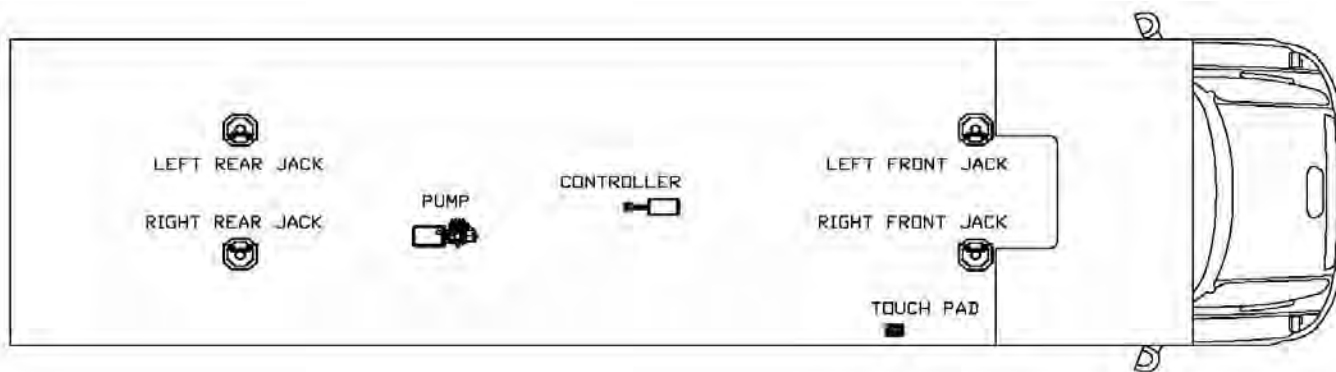 LEFT REAR JACK
LEFT FRONT JACK
CONTROLLER
PUMP
RIGHT REAR JACK
RIGHT FRONT JACK
TOUCH PAD